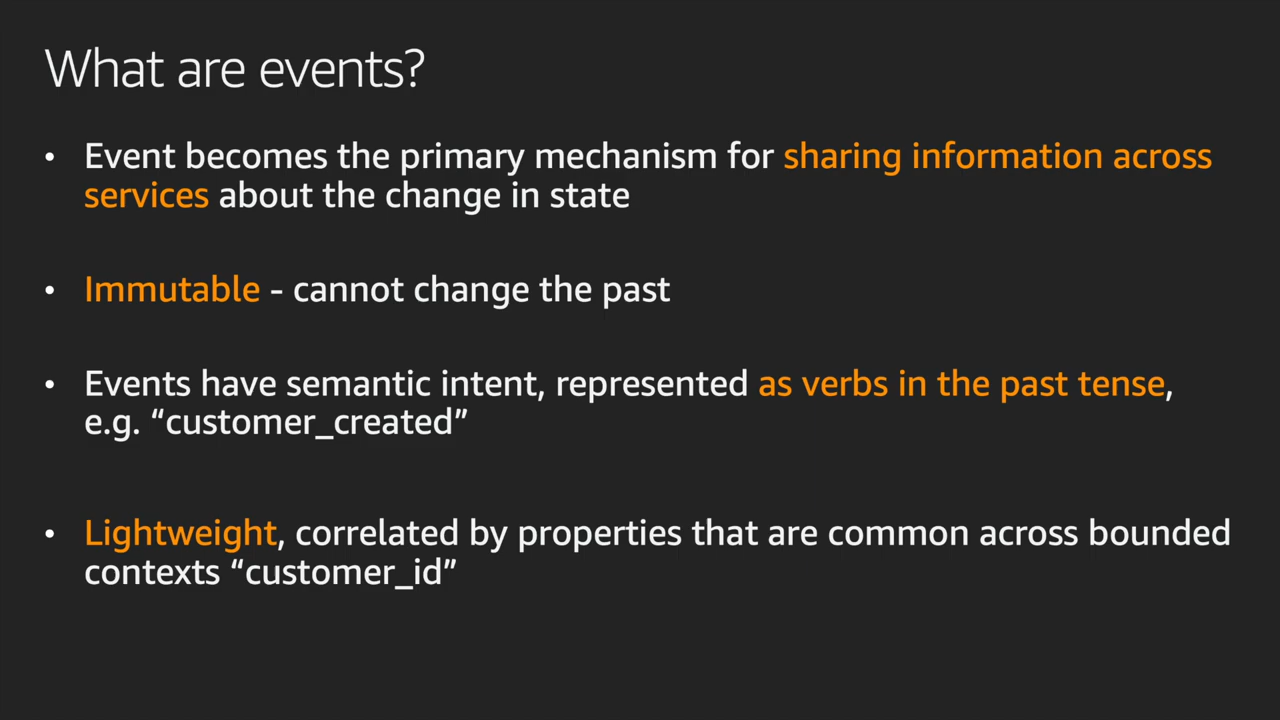 What are events?
• Event becomes the primary mechanism for sharing information across
services about the change in state
• Immutable - cannot change the past
• Events have semantic intent, represented as verbs in the past tense,
e.g. “customer_created”
• Lightweight, correlated by properties that are common across bounded
contexts “customer_id”